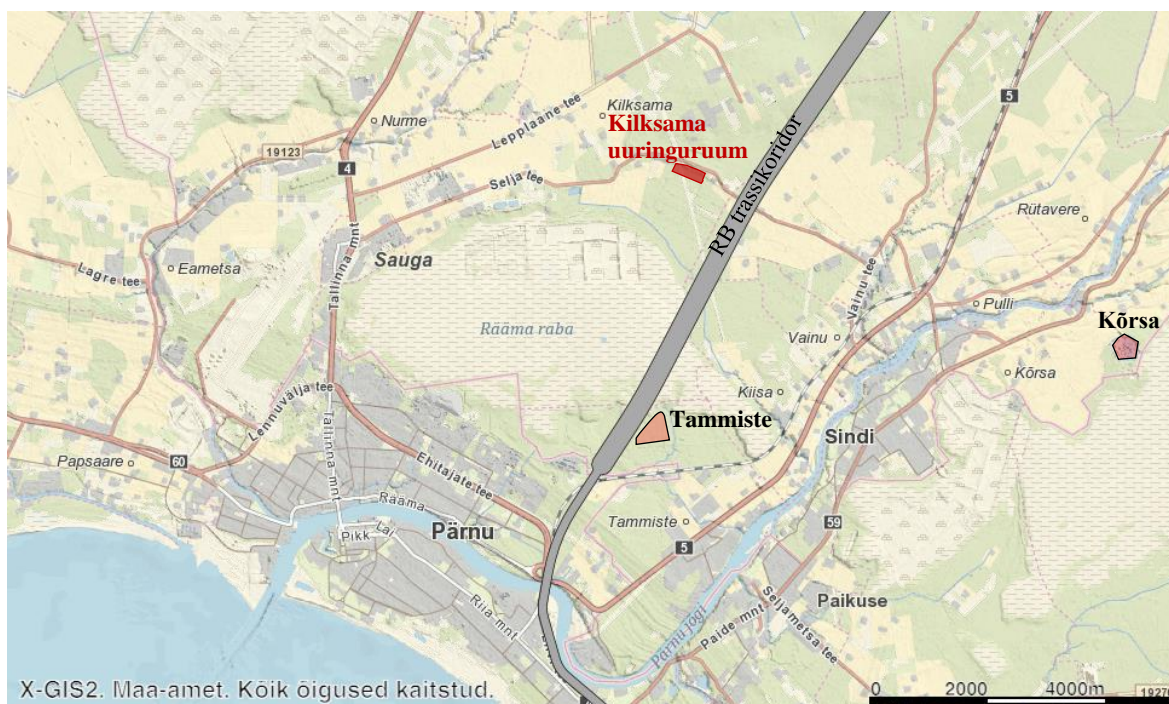 Nurme
Kilksama
Kilksama
uuringuruum
Lepplaane tee
19123
4
Selja tee
5
RB trassikoridor
Rütavere
Eametsa
Lagre tee
Tallinna mnt
Sauga
Vainu tee
Pulli
Rääma raba
Vainu
Kõrsa
Kõrsa
Kiisa
Lennuvälja tee
Tallinna mnt
Tammiste
Sindi
Papsaare
60
Ehitajate tee
Rääma
Pikk
Lai
Pärnu
Tammiste
5
59
Riia mnt
Pärnu jõgi
Paide mnt
Seljametsa tee
Paikuse
X-GIS2. Maa-amet. Kõik õigused kaitstud.
0 2000 4000m